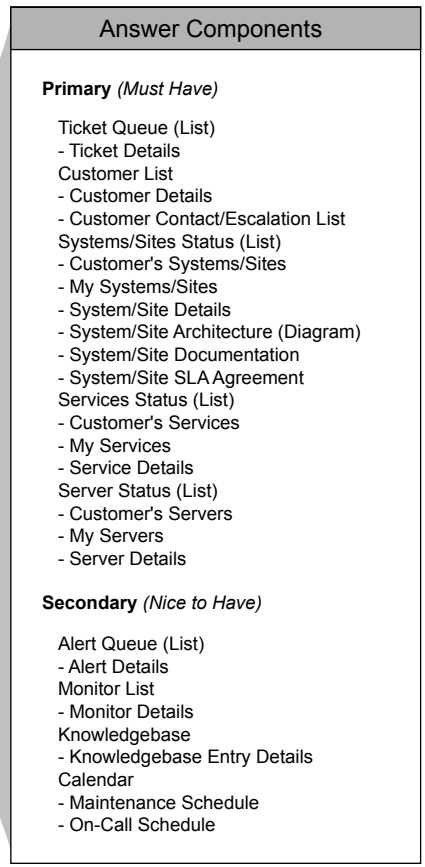 Answer Components
Primary (Must Have)
Ticket Queue (List)
- Ticket Details
Customer List
- Customer Details
- Customer Contact/Escalation List
Systems/Sites Status (List)
- Customer's Systems/Sites
- My Systems/Sites
- System/Site Details
- System/Site Architecture (Diagram)
- System/Site Documentation
- System/Site SLA Agreement
Services Status (List)
- Customer's Services
- My Services
- Service Details
Server Status (List)
- Customer's Servers
- My Servers
- Server Details
Secondary (Nice to Have)
Alert Queue (List)
- Alert Details
Monitor List
- Monitor Details
Knowledgebase
- Knowledgebase Entry Details
Calendar
- Maintenance Schedule
- On-Call Schedule